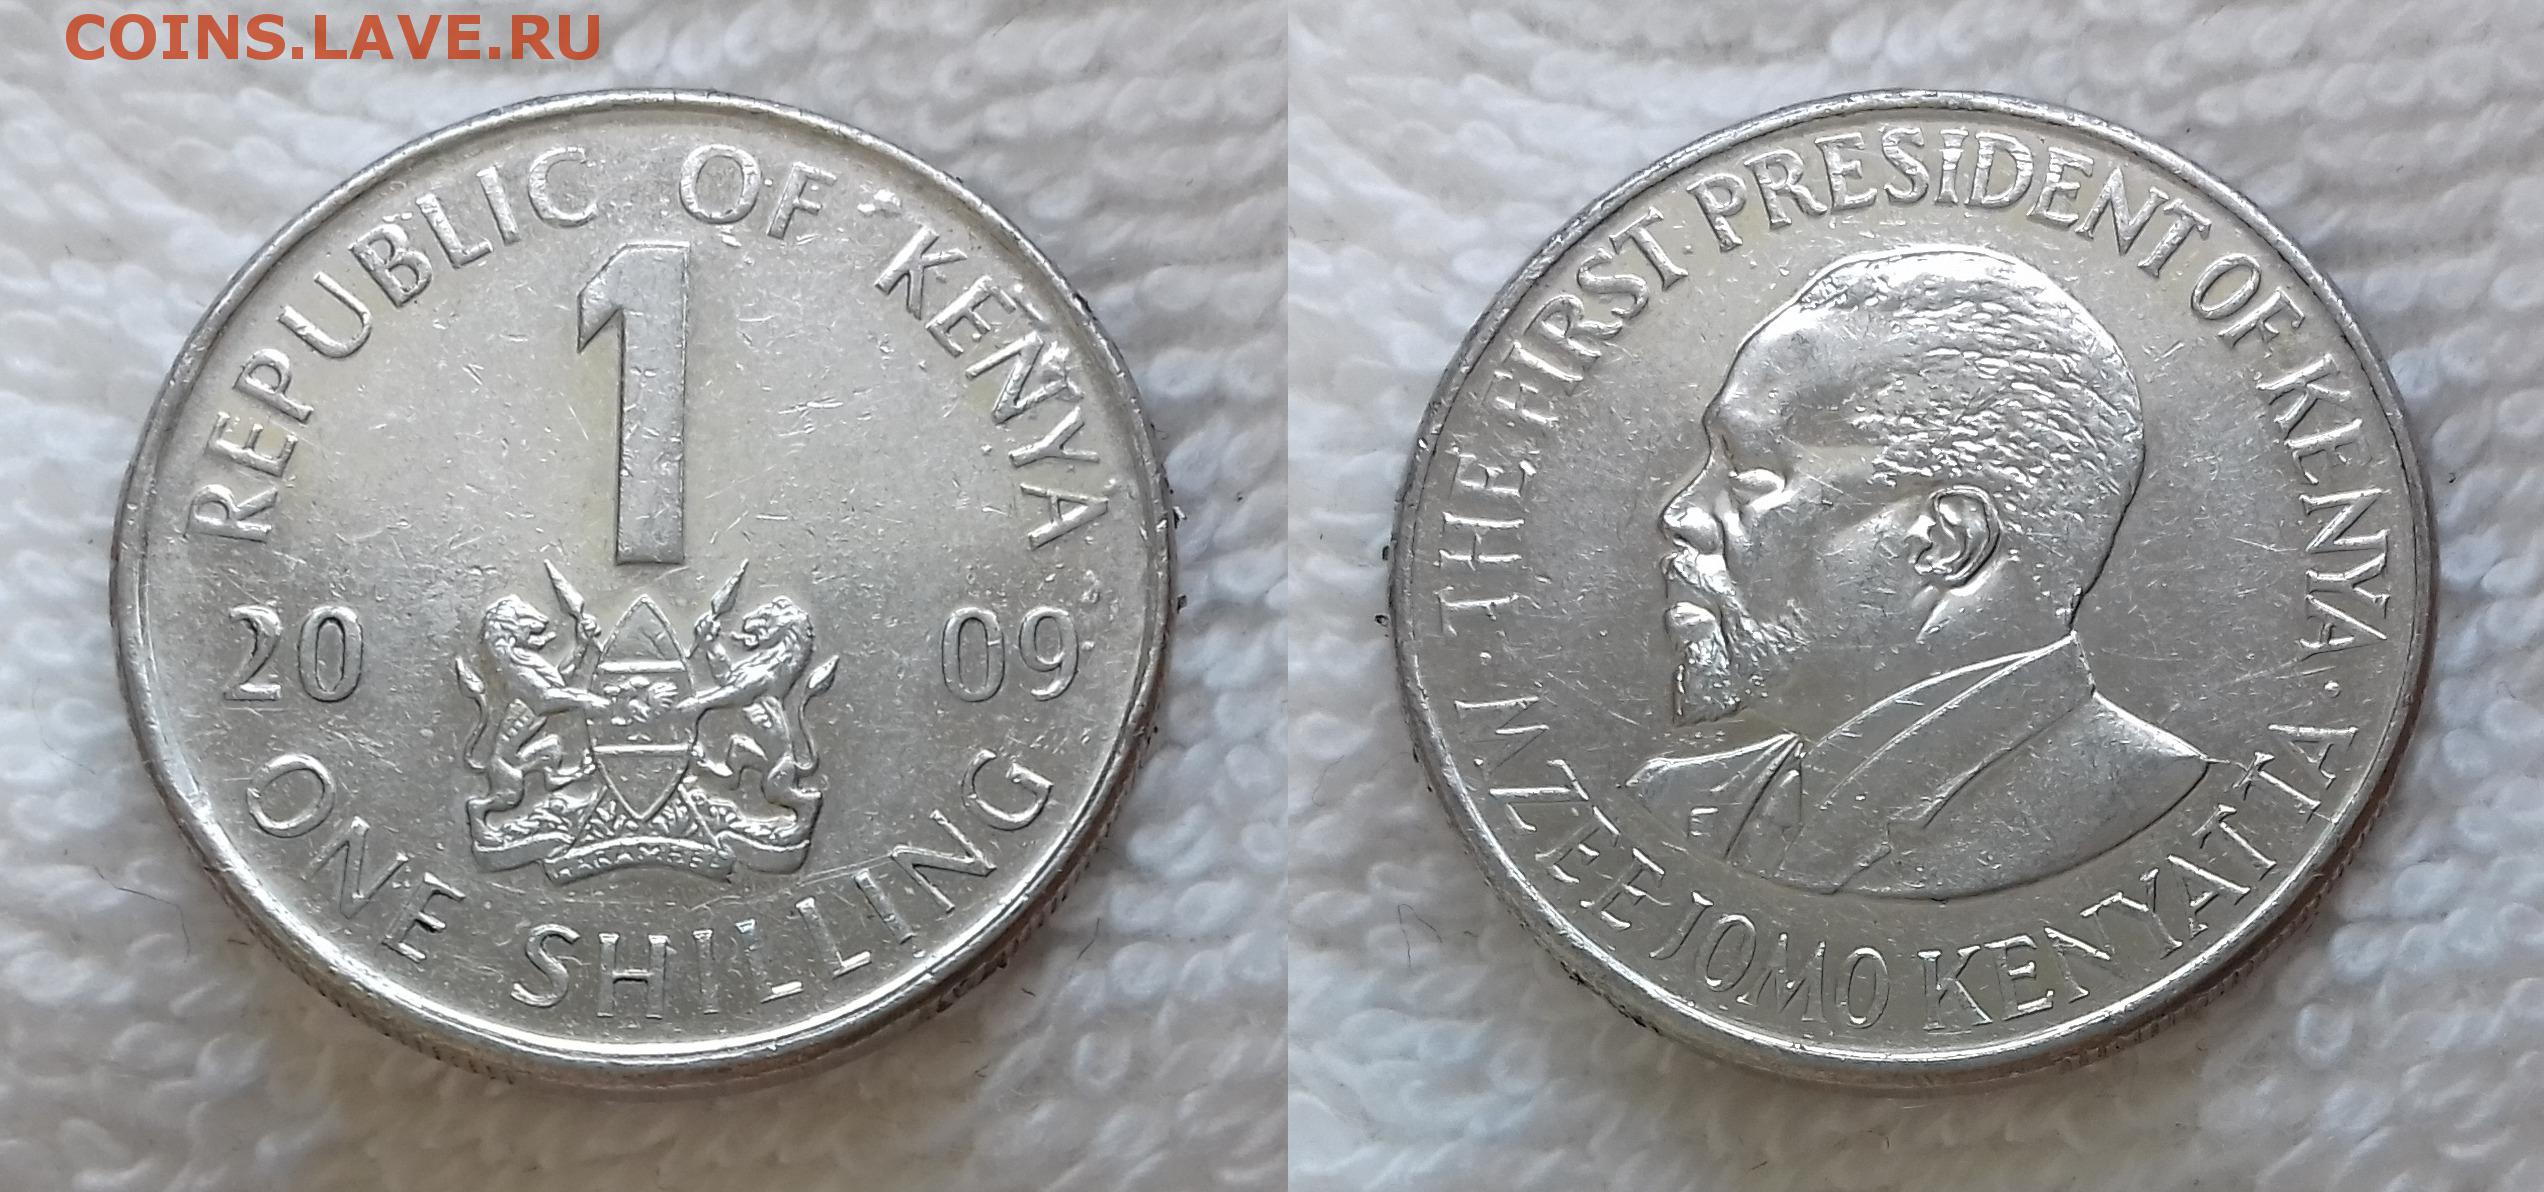 COINS.LAVE.RU
REPUBLIC OF KENYA
1
20 09
HARAMBEE
ONE SHILLING
THE FIRST PRESIDENT OF KENYA
E
MZEE JOMO KENYATTA